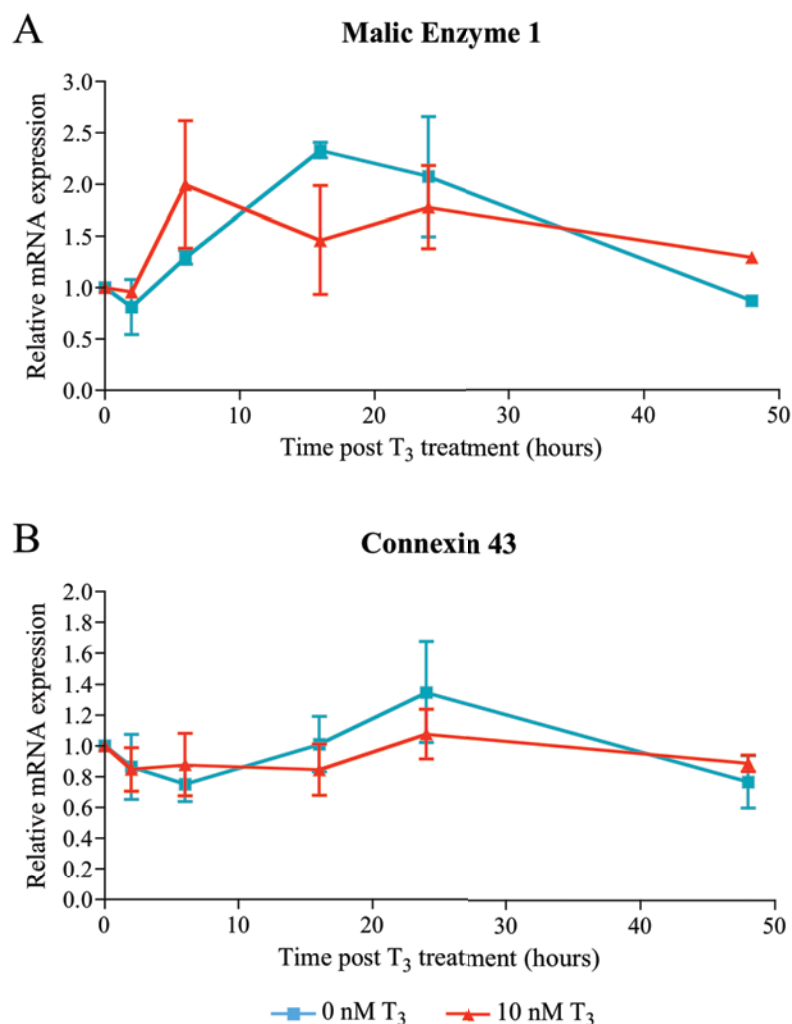 A
Malic Enzyme 1
Relative mRNA expression
3.0
2.5
2.0
1.5
1.0
0.5
0.0
0 10 20 30 40 50
Time post T3 treatment (hours)
B
Connexin 43
Relative mRNA expression
2.0
1.8
1.6
1.4
1.2
1.0
0.8
0.6
0.4
0.2
0.0
0 10 20 30 40 50
Time post T3 treatment (hours)
0 nM T3 10 nM T3